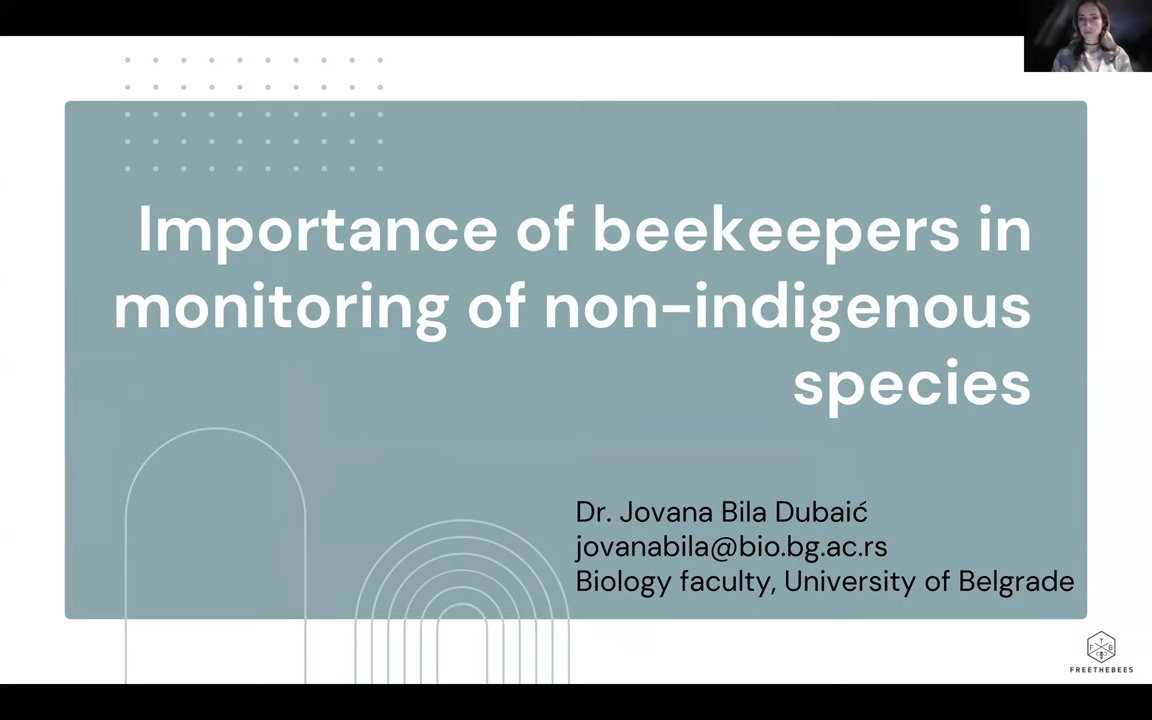 Importance of beekeepers in
monitoring of non-indigenous
species
Dr. Jovana Bila Dubaić
jovanabila@bio.bg.ac.rs
Biology faculty, University of Belgrade
T
F B
FREETHEBEES